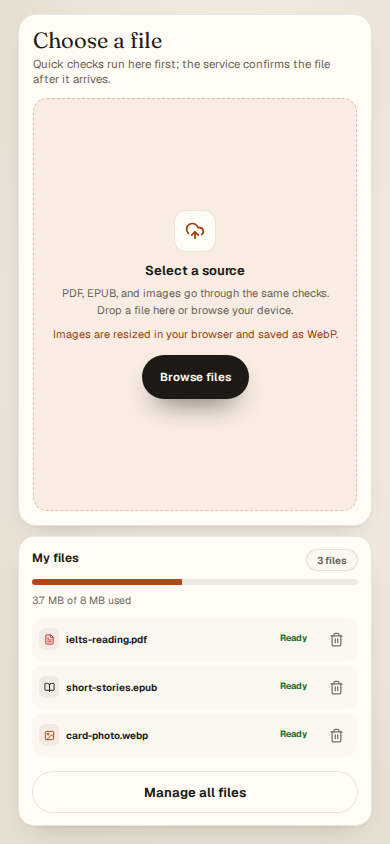 Choose a file
Quick checks run here first; the service confirms the file
after it arrives.
Select a source
PDF, EPUB, and images go through the same checks.
Drop a file here or browse your device.
Images are resized in your browser and saved as WebP.
Browse files
My files
3 files
3.7 MB of 8 MB used
ielts-reading.pdf
Ready
short-stories.epub
Ready
card-photo.webp
Ready
Manage all files